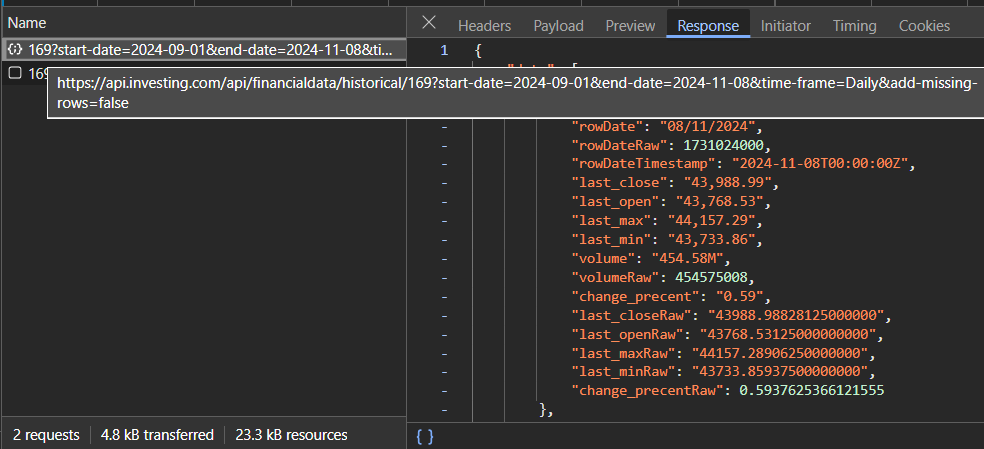 Name
Headers Payload Preview Response Initiator Timing Cookies
169?start-date=2024-09-01&end-date=2024-11-08&ti...
1 {
169
https://api.investing.com/api/financialdata/historical/169?start-date=2024-09-01&end-date=2024-11-08&time-frame=Daily&add-missing-
rows=false
- "rowDate": "08/11/2024",
- "rowDateRaw": 1731024000,
- "rowDateTimestamp": "2024-11-08T00:00:00Z",
- "last_close": "43,988.99",
- "last_open": "43,768.53",
- "last_max": "44,157.29",
- "last_min": "43,733.86",
- "volume": "454.58M",
- "volumeRaw": 454575008,
- "change_precent": "0.59",
- "last_closeRaw": "43988.98828125000000",
- "last_openRaw": "43768.53125000000000",
- "last_maxRaw": "44157.28906250000000",
- "last_minRaw": "43733.85937500000000",
- "change_precentRaw": 0.5937625366121555
- },
2 requests 4.8 kB transferred 23.3 kB resources
{ }